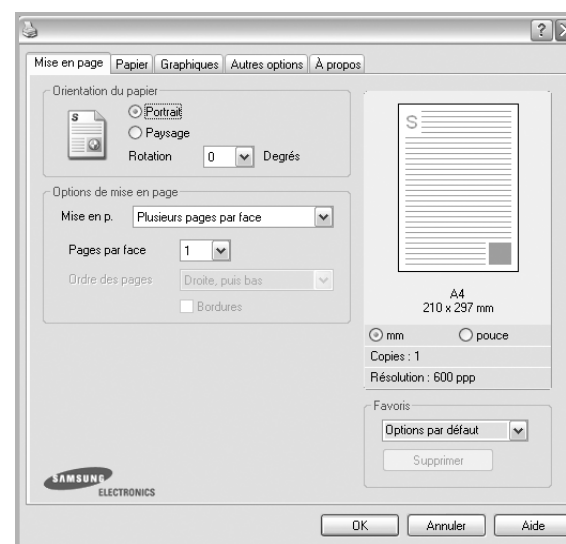 Mise en page Papier Graphiques Autres options À propos
Orientation du papier
S
Portrait
Paysage
Rotation 0 Degrés
Options de mise en page
Mise en p. Plusieurs pages par face
Pages par face 1
Ordre des pages Droite, puis bas
Bordures
S
A4
210 x 297 mm
mm pouce
Copies : 1
Résolution : 600 ppp
Favoris
Options par défaut
Supprimer
SAMSUNG
ELECTRONICS
OK Annuler Aide